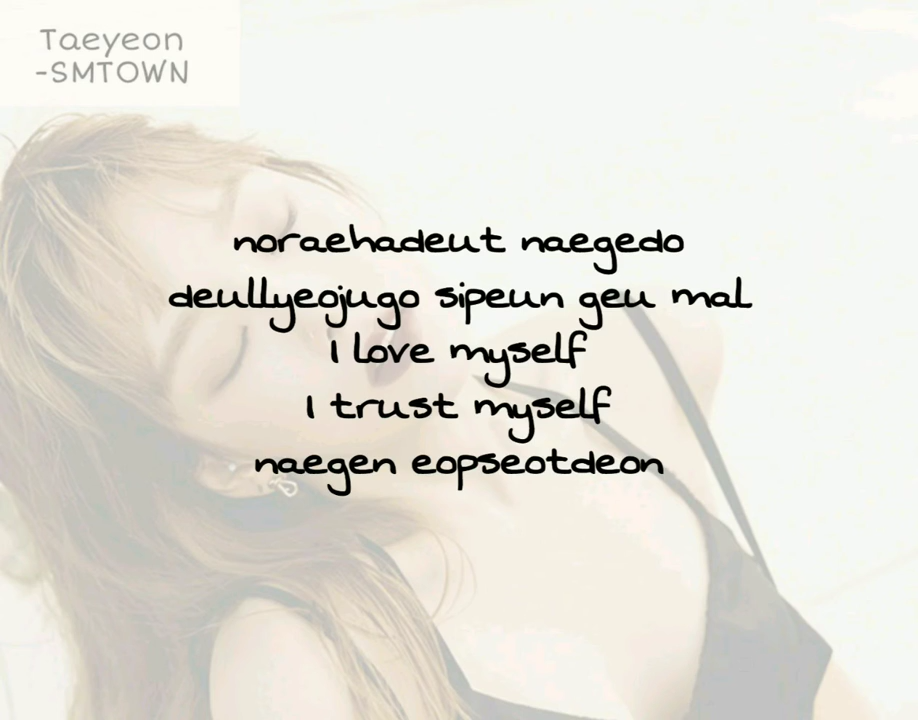 Taeyeon
-SMTOWN
noraehadeut naegedo
deullyeojugo sipeun geu mal
I love myself
I trust myself
naegen eopseotdeon